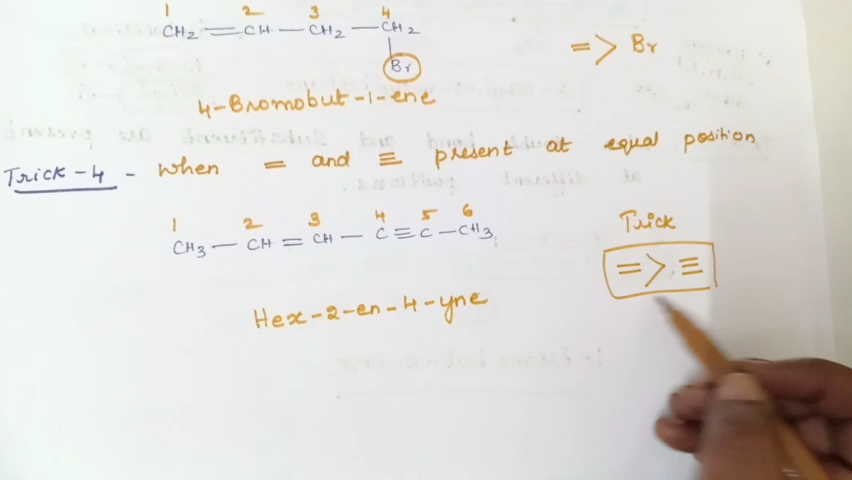 1 2 3 4
CH₂ = CH — CH₂ — CH₂
Br
= > Br
4-Bromobut-1-ene
Trick-4 - When = and ≡ present at equal position
1 2 3 4 5 6
CH₃ — CH = CH — C ≡ C — CH₃
Trick
= > ≡
Hex-2-en-4-yne